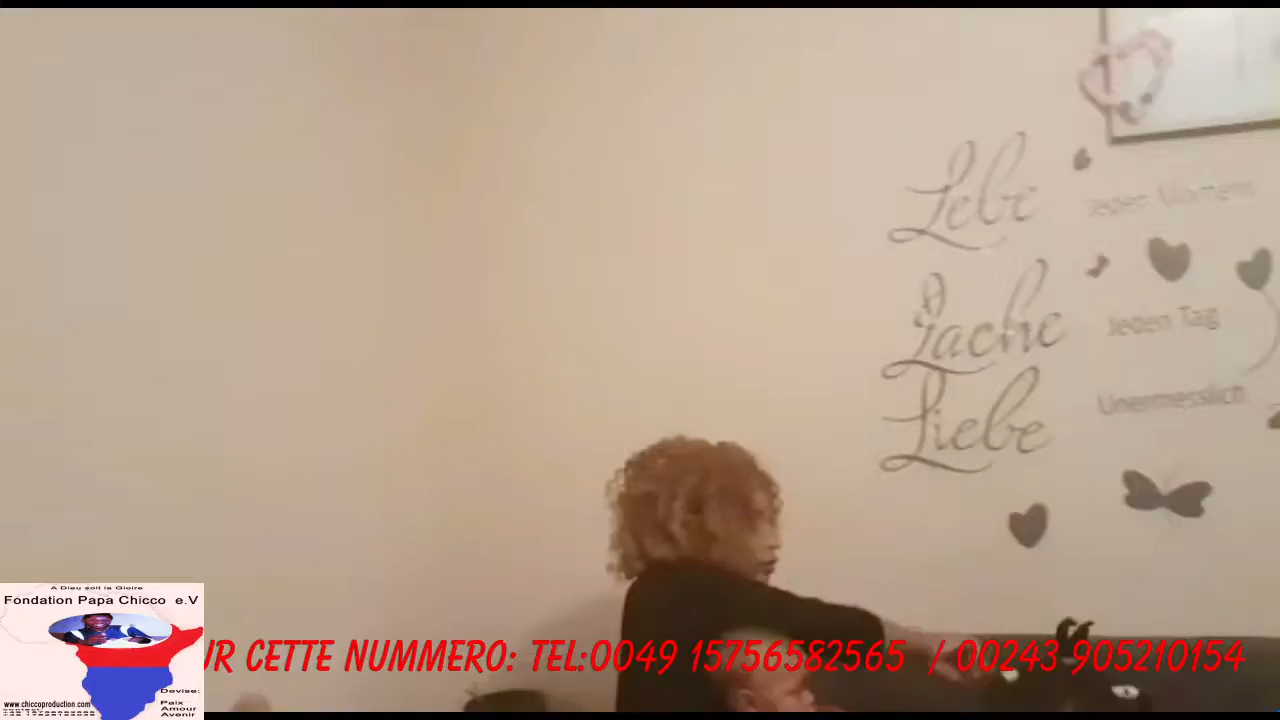 Lebe
Jeden Moment
Lache
Jeden Tag
Liebe
Unermesslich
A Dieu soit la Gloire
Fondation Papa Chicco e.V
UR CETTE NUMMERO: TEL:0049 15756582565 / 00243 905210154
Devise:
Paix
Amour
Avenir
www.chiccoproduction.com